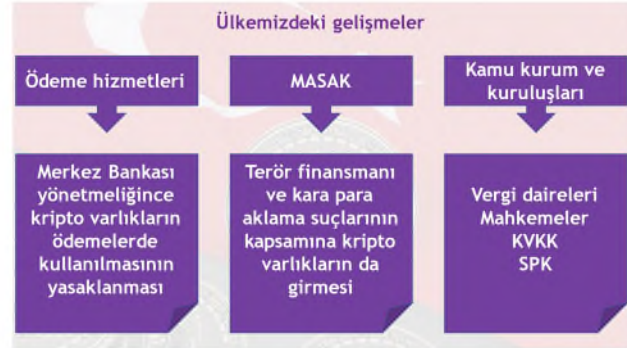 Ülkemizdeki gelişmeler
Ödeme hizmetleri
MASAK
Kamu kurum ve
kuruluşları
Merkez Bankası
yönetmeliğince
kripto varlıkların
ödemelerde
kullanılmasının
yasaklanması
Terör finansmanı
ve kara para
aklama suçlarının
kapsamına kripto
varlıkların da
girmesi
Vergi daireleri
Mahkemeler
KVKK
SPK